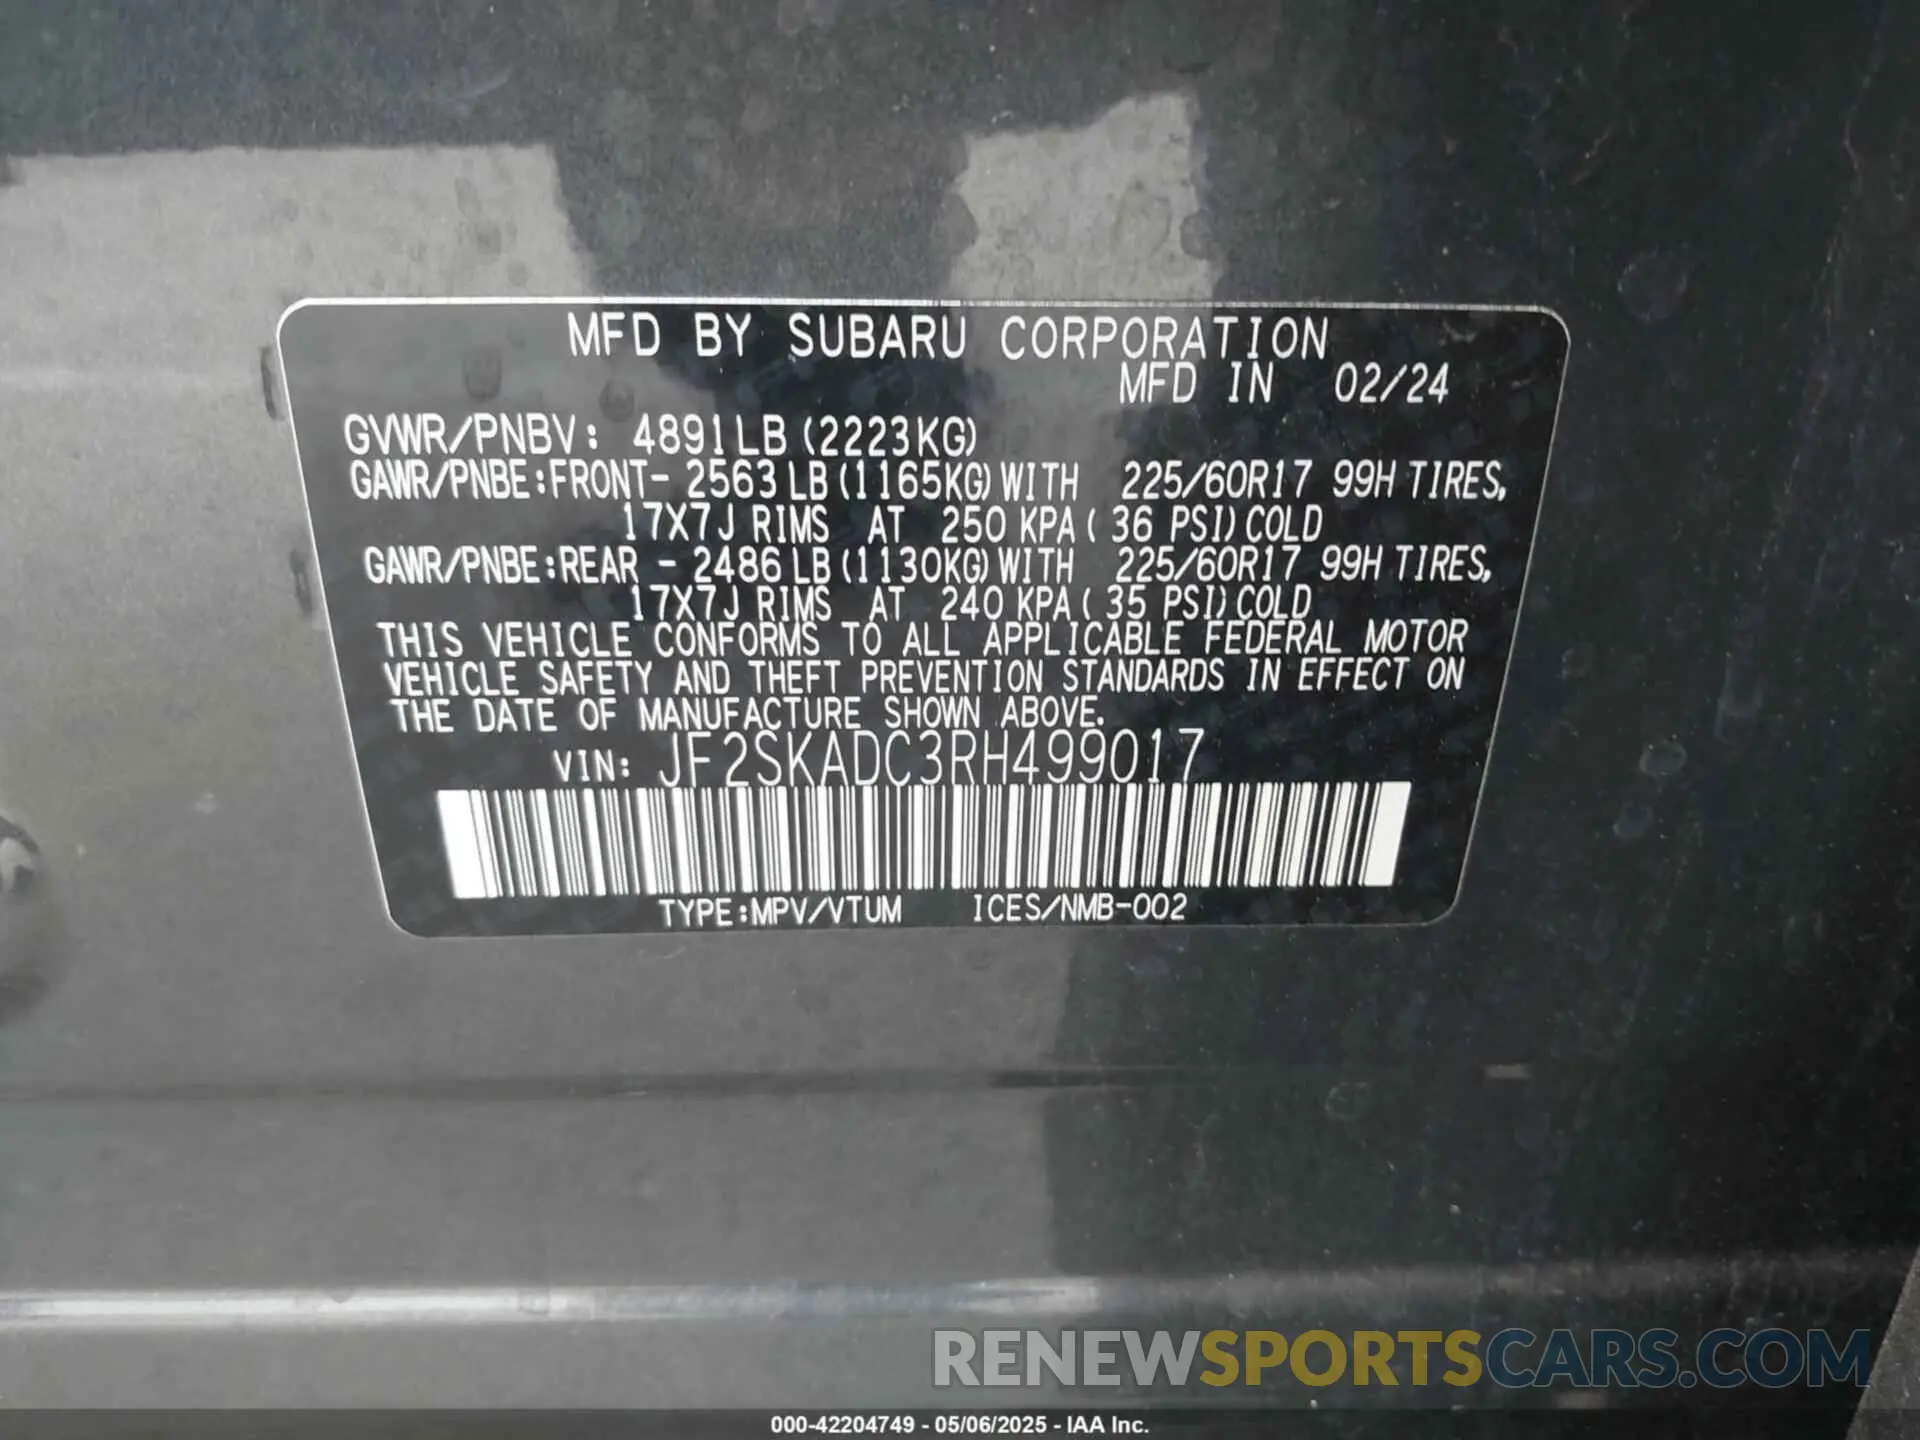 MFD BY SUBARU CORPORATION
MFD IN 02/24
GVWR/PNBV: 4891LB (2223KG)
GAWR/PNBE:FRONT- 2563LB (1165KG) WITH 225/60R17 99H TIRES,
17X7J RIMS AT 250 KPA ( 36 PSI) COLD
GAWR/PNBE:REAR - 2486LB (1130KG) WITH 225/60R17 99H TIRES,
17X7J RIMS AT 240 KPA ( 35 PSI) COLD
THIS VEHICLE CONFORMS TO ALL APPLICABLE FEDERAL MOTOR
VEHICLE SAFETY AND THEFT PREVENTION STANDARDS IN EFFECT ON
THE DATE OF MANUFACTURE SHOWN ABOVE.
VIN: JF2SKADC3RH499017
TYPE:MPV/VTUM ICES/NMB-002
RENEWSPORTSCARS.COM
000-42204749 - 05/06/2025 - IAA Inc.